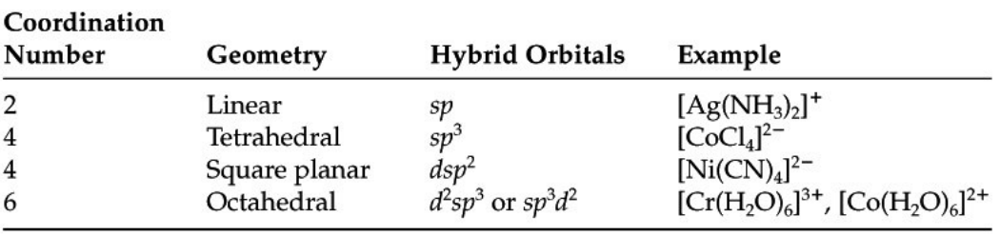 Coordination
Number Geometry Hybrid Orbitals Example
2 Linear sp [Ag(NH₃)₂]⁺
4 Tetrahedral sp³ [CoCl₄]²⁻
4 Square planar dsp² [Ni(CN)₄]²⁻
6 Octahedral d²sp³ or sp³d² [Cr(H₂O)₆]³⁺, [Co(H₂O)₆]²⁺